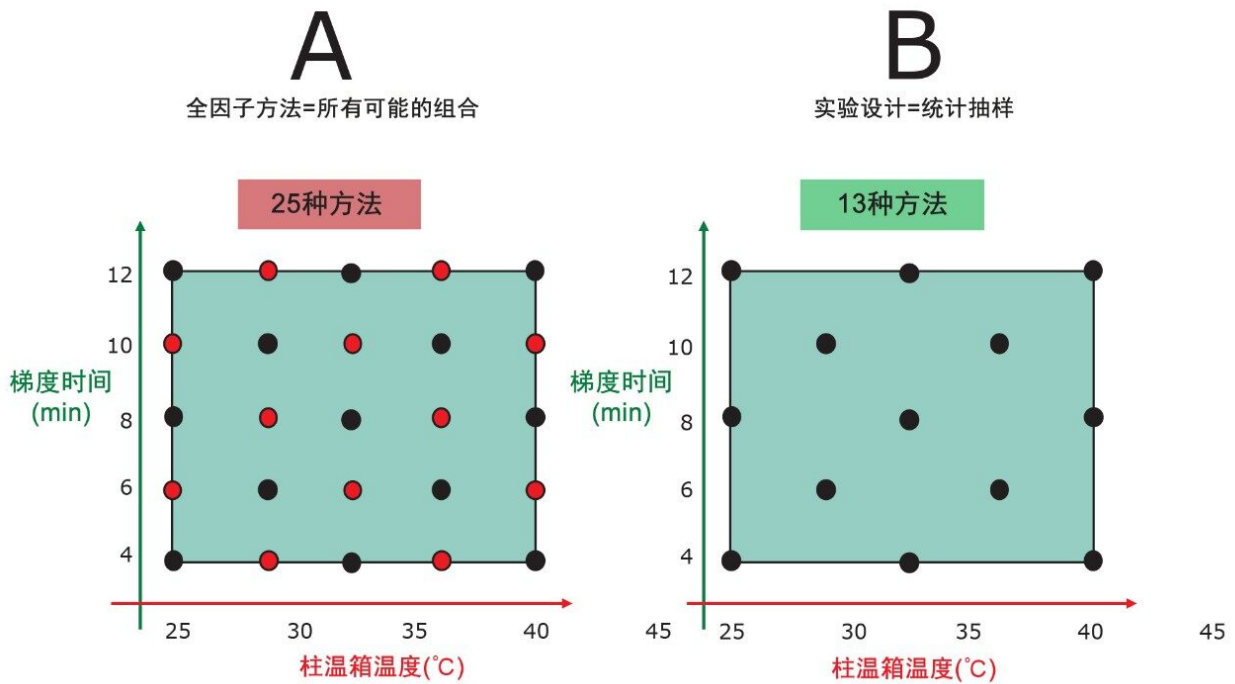 A
全因子方法=所有可能的组合
25种方法
12
10
8
6
4
梯度时间
(min)
25 30 35 40 45
柱温箱温度(℃)
B
实验设计=统计抽样
13种方法
12
10
8
6
4
梯度时间
(min)
25 30 35 40 45
柱温箱温度(℃)